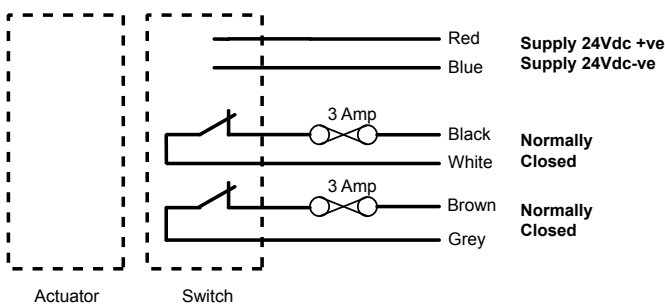 Red
Supply 24Vdc +ve
Blue
Supply 24Vdc-ve
3 Amp
Black
Normally
Closed
White
3 Amp
Brown
Normally
Closed
Grey
Actuator
Switch